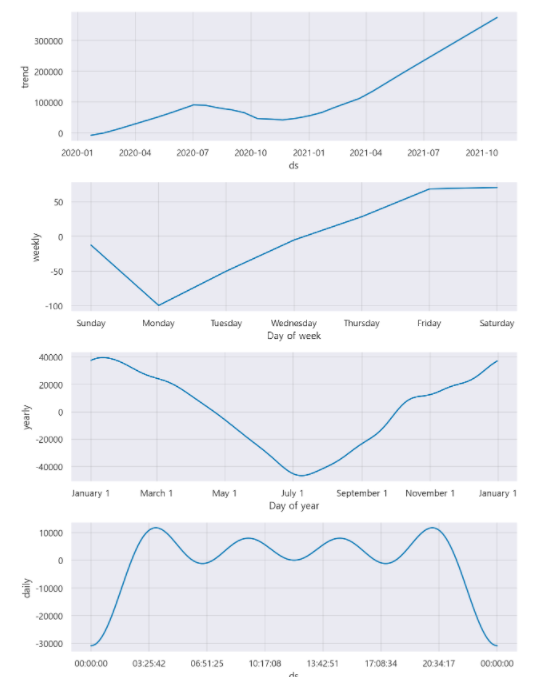 300000
200000
100000
0
trend
2020-01 2020-04 2020-07 2020-10 2021-01 2021-04 2021-07 2021-10
ds
50
0
-50
-100
weekly
Sunday Monday Tuesday Wednesday Thursday Friday Saturday
Day of week
40000
20000
0
-20000
-40000
yearly
January 1 March 1 May 1 July 1 September 1 November 1 January 1
Day of year
10000
0
-10000
-20000
-30000
daily
00:00:00 03:25:42 06:51:25 10:17:08 13:42:51 17:08:34 20:34:17 00:00:00
ds